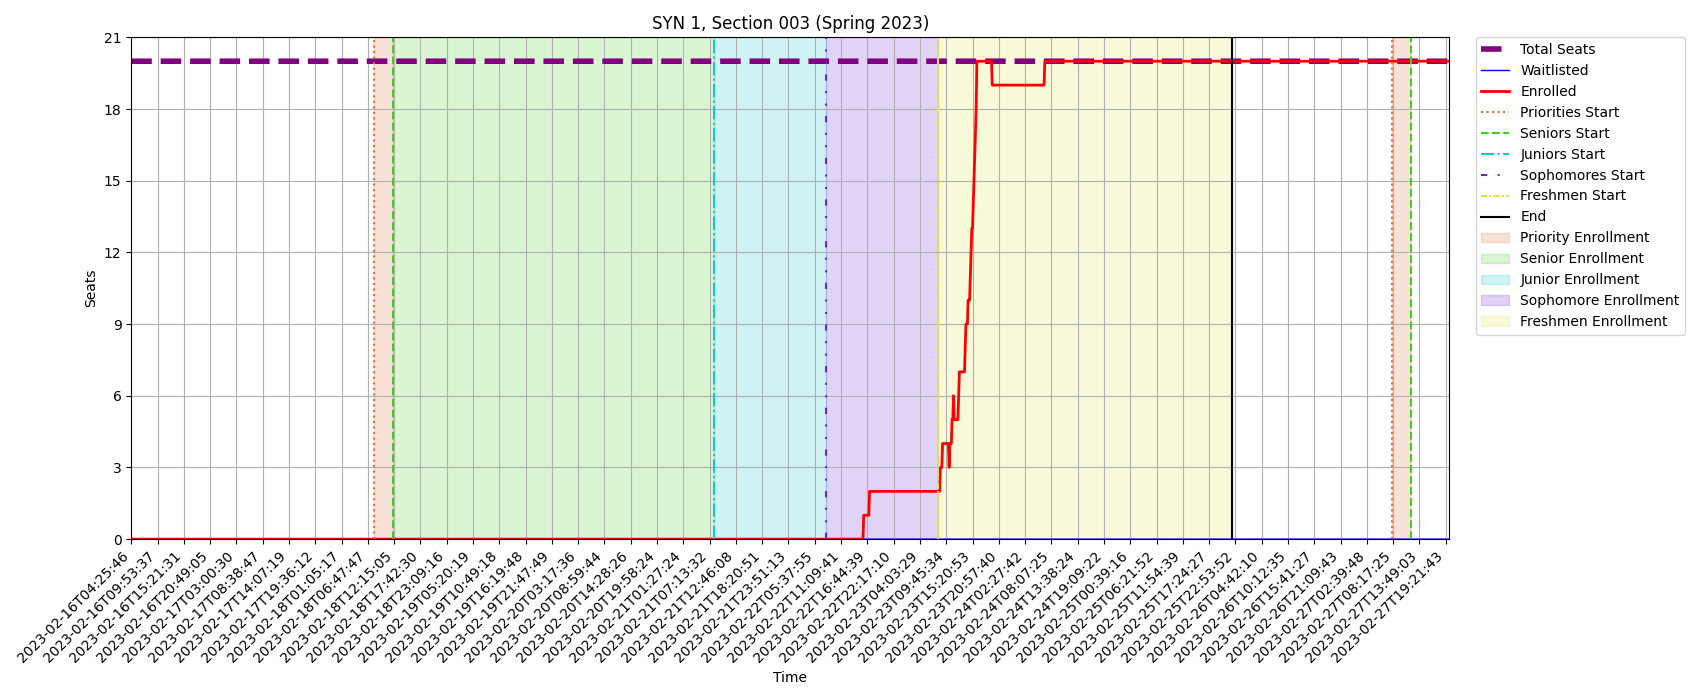 SYN 1, Section 003 (Spring 2023)
21
18
15
12
9
6
3
0
Seats
2023-02-16T04:25:46
2023-02-16T09:53:37
2023-02-16T15:21:31
2023-02-16T20:49:05
2023-02-17T03:00:30
2023-02-17T08:38:47
2023-02-17T14:07:19
2023-02-17T19:36:12
2023-02-18T01:05:17
2023-02-18T06:47:47
2023-02-18T12:15:05
2023-02-18T17:42:30
2023-02-18T23:09:16
2023-02-19T05:20:19
2023-02-19T10:49:18
2023-02-19T16:19:48
2023-02-19T21:47:49
2023-02-20T03:17:36
2023-02-20T08:59:44
2023-02-20T14:28:26
2023-02-20T19:58:24
2023-02-21T01:27:24
2023-02-21T07:13:32
2023-02-21T12:46:08
2023-02-21T18:20:51
2023-02-21T23:51:13
2023-02-22T05:37:55
2023-02-22T11:09:41
2023-02-22T16:44:39
2023-02-22T22:17:10
2023-02-23T04:03:29
2023-02-23T09:45:34
2023-02-23T15:20:53
2023-02-23T20:57:40
2023-02-24T02:27:42
2023-02-24T08:07:25
2023-02-24T13:38:24
2023-02-24T19:09:22
2023-02-25T00:39:16
2023-02-25T06:21:52
2023-02-25T11:54:39
2023-02-25T17:24:27
2023-02-25T22:53:52
2023-02-26T04:42:10
2023-02-26T10:12:35
2023-02-26T15:41:27
2023-02-26T21:09:43
2023-02-27T02:39:48
2023-02-27T08:17:25
2023-02-27T13:49:03
2023-02-27T19:21:43
Time
Total Seats
Waitlisted
Enrolled
Priorities Start
Seniors Start
Juniors Start
Sophomores Start
Freshmen Start
End
Priority Enrollment
Senior Enrollment
Junior Enrollment
Sophomore Enrollment
Freshmen Enrollment